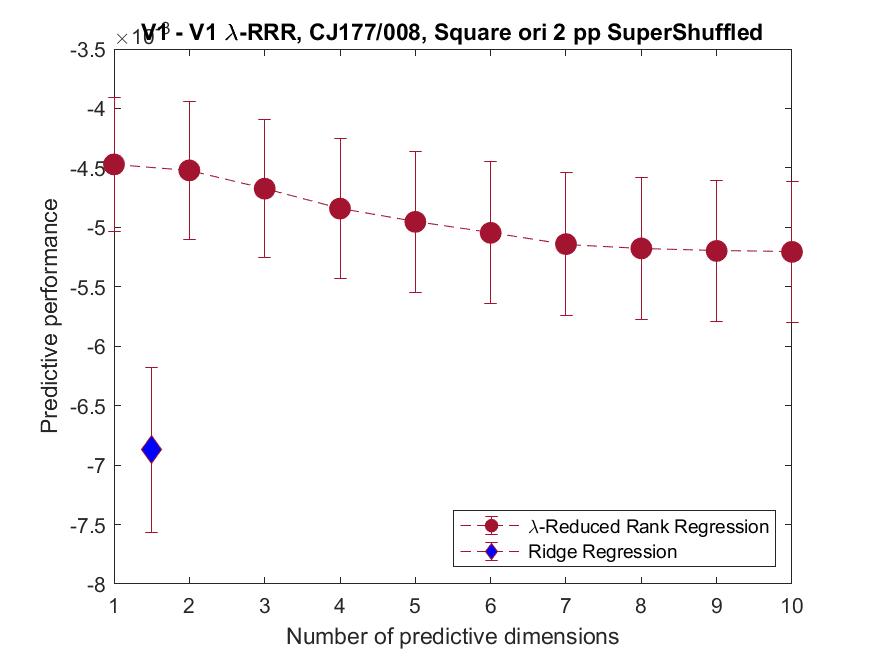 V1 - V1 λ-RRR, CJ177/008, Square ori 2 pp SuperShuffled
×10⁻³
-3.5
-4
-4.5
-5
-5.5
-6
-6.5
-7
-7.5
-8
Predictive performance
λ-Reduced Rank Regression
Ridge Regression
1 2 3 4 5 6 7 8 9 10
Number of predictive dimensions